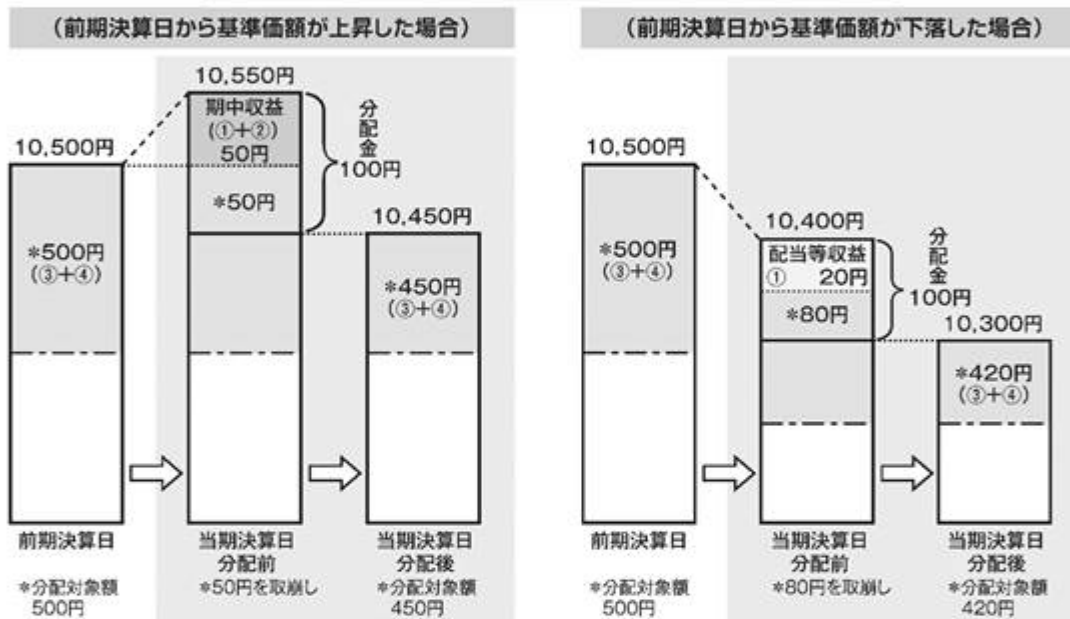 (前期決算日から基準価額が上昇した場合)
10,550円
期中収益
(①+②)
50円
*50円
分配金
100円
10,500円
*500円
(③+④)
10,450円
*450円
(③+④)
前期決算日
*分配対象額
500円
当期決算日
分配前
*50円を取崩し
当期決算日
分配後
*分配対象額
450円
(前期決算日から基準価額が下落した場合)
10,500円
*500円
(③+④)
10,400円
配当等収益
① 20円
*80円
分配金
100円
10,300円
*420円
(③+④)
前期決算日
*分配対象額
500円
当期決算日
分配前
*80円を取崩し
当期決算日
分配後
*分配対象額
420円